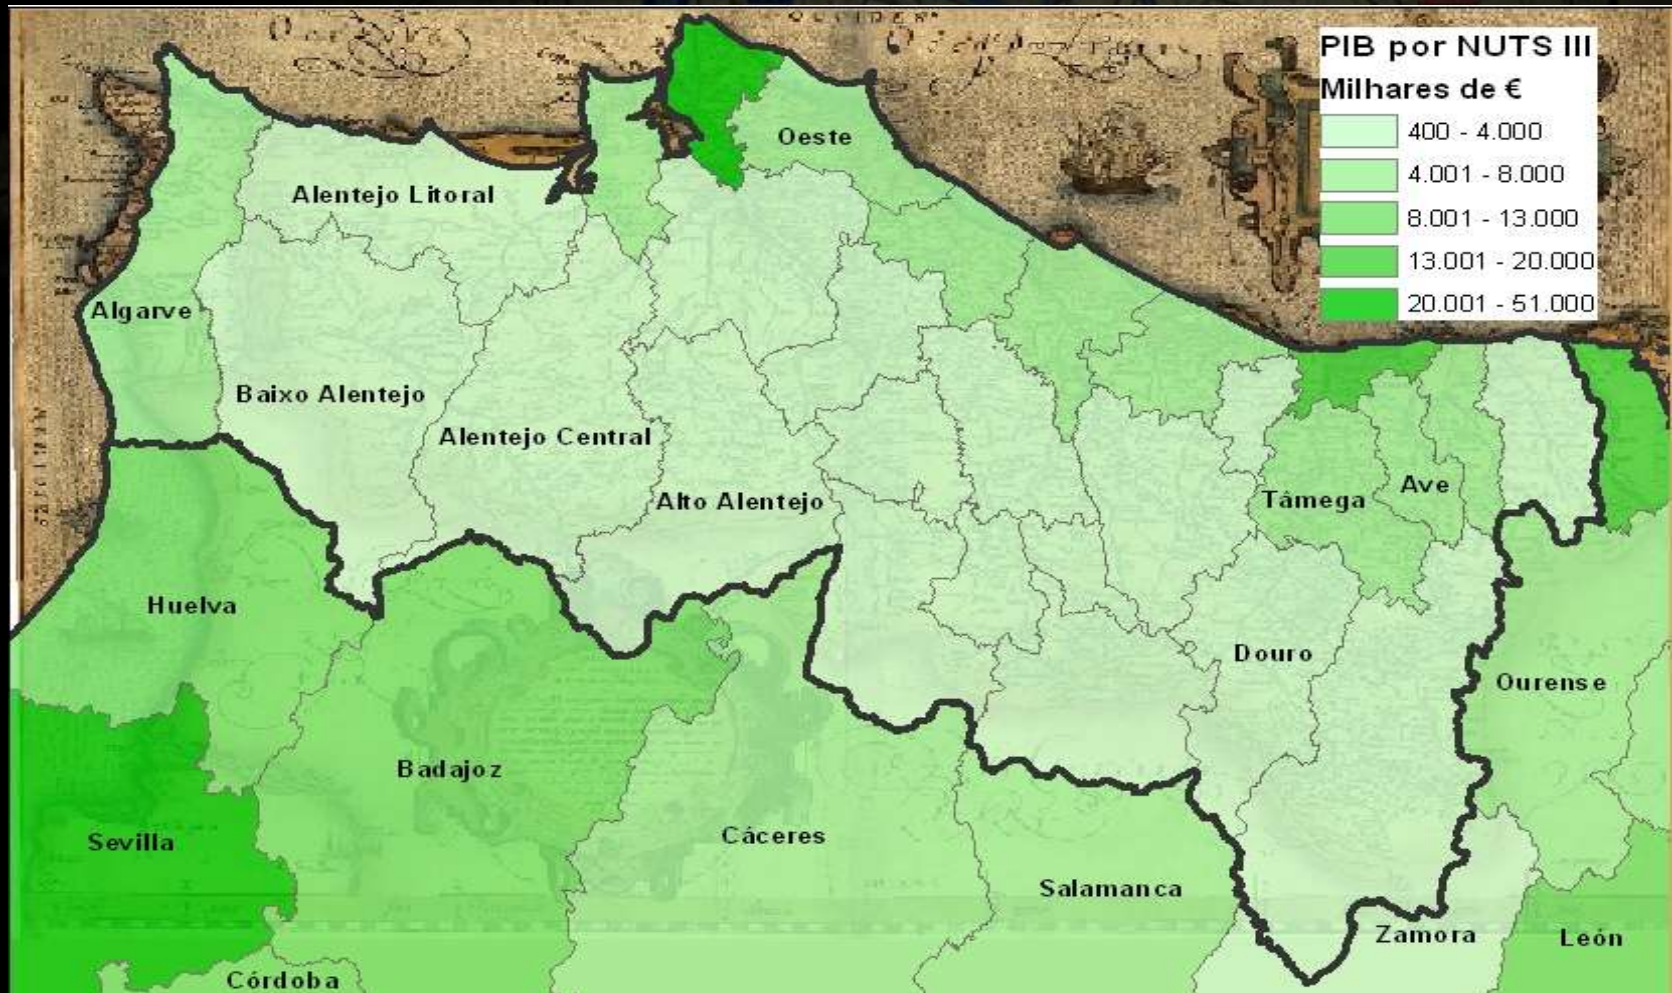 PIB por NUTS III
Milhares de €
400 - 4.000
4.001 - 8.000
8.001 - 13.000
13.001 - 20.000
20.001 - 51.000
Oeste
Alentejo Litoral
Algarve
Baixo Alentejo
Alentejo Central
Alto Alentejo
Támega
Ave
Huelva
Douro
Ourense
Badajoz
Sevilla
Cáceres
Salamanca
Zamora
León
Córdoba